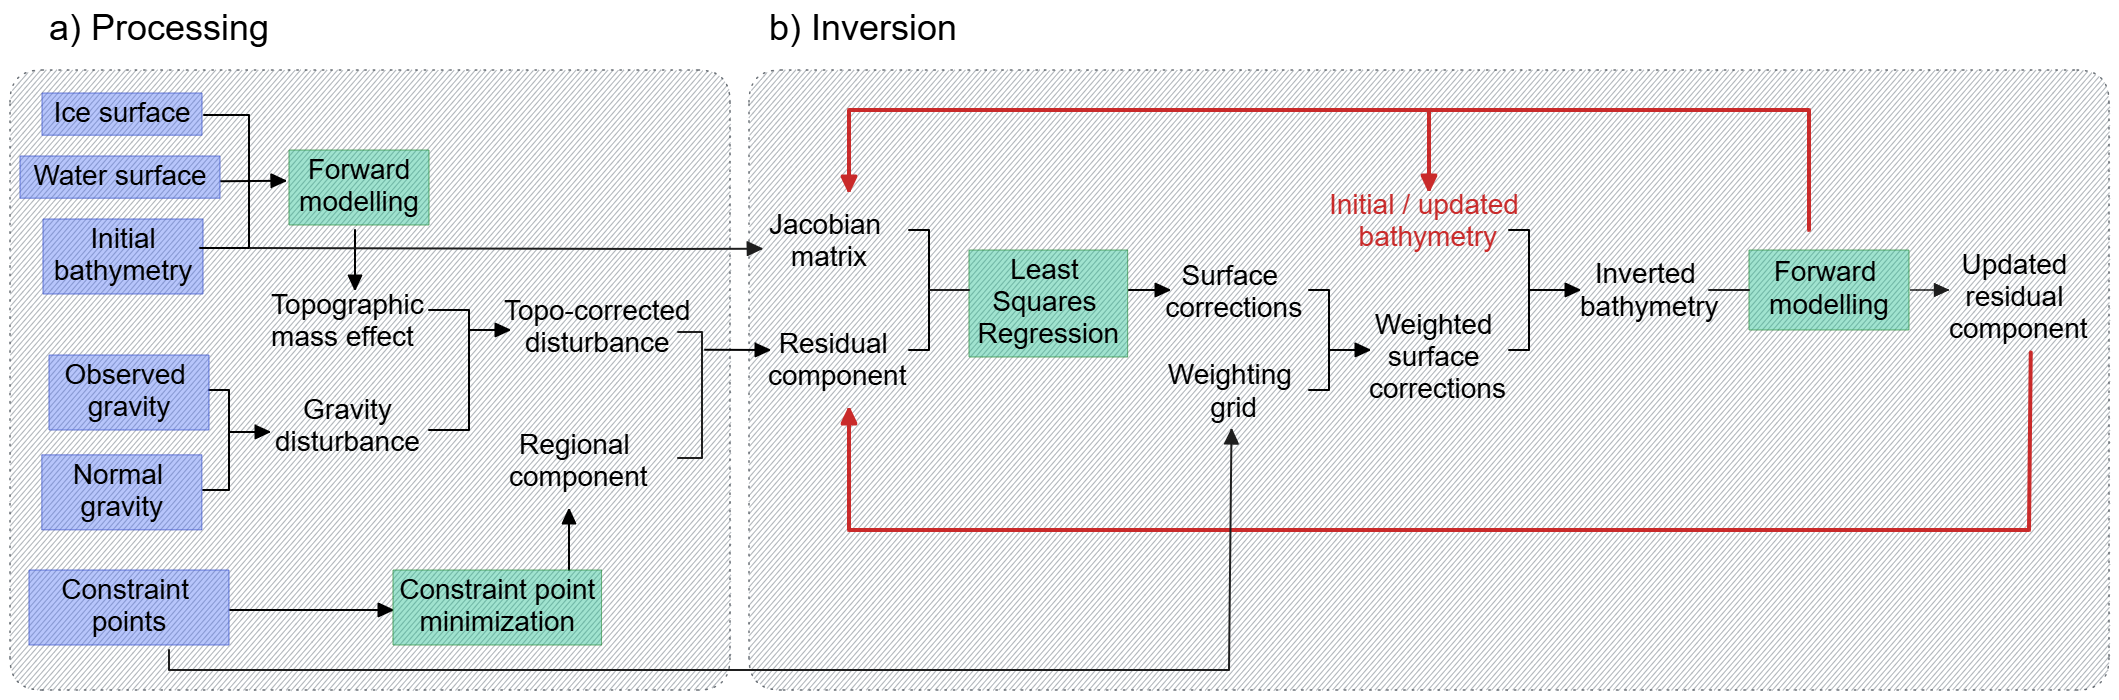 a) Processing
Ice surface
Water surface
Initial
bathymetry
Forward
modelling
Topographic
mass effect
Observed
gravity
Normal
gravity
Gravity
disturbance
Topo-corrected
disturbance
Regional
component
Constraint
points
Constraint point
minimization
b) Inversion
Jacobian
matrix
Residual
component
Least
Squares
Regression
Surface
corrections
Weighting
grid
Initial / updated
bathymetry
Weighted
surface
corrections
Inverted
bathymetry
Forward
modelling
Updated
residual
component